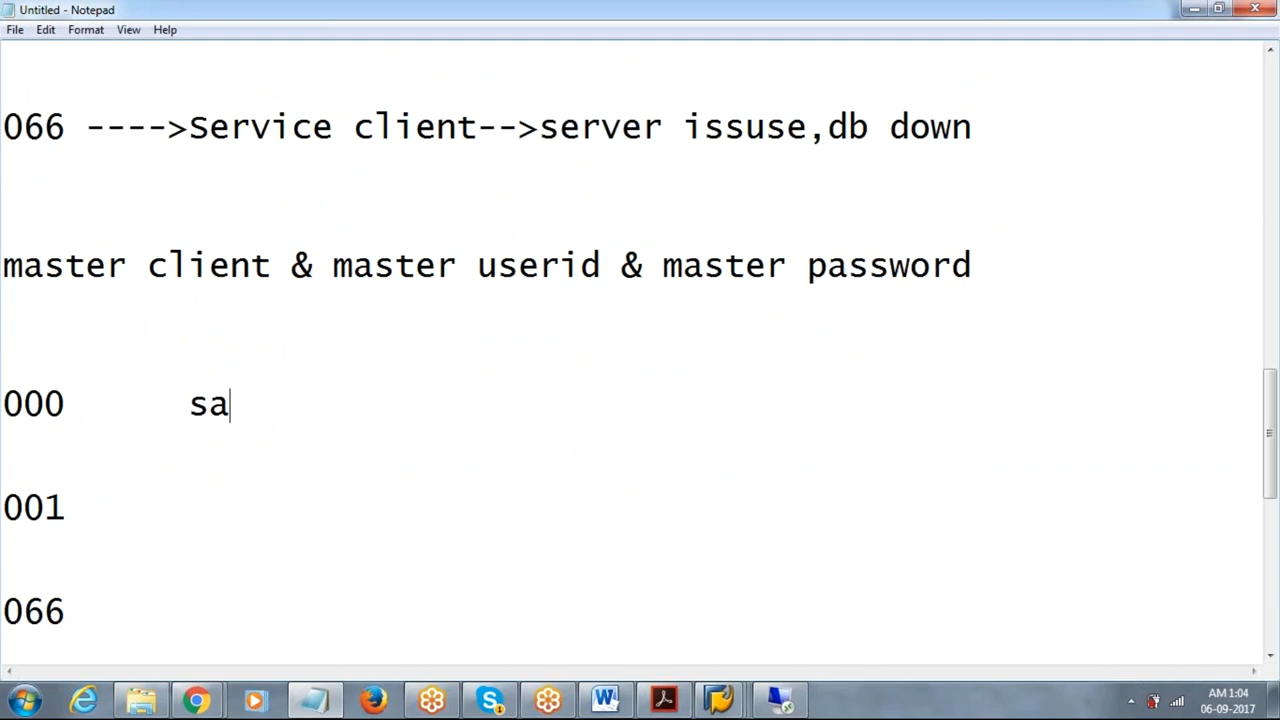 Untitled - Notepad
File Edit Format View Help
066 ---->Service client-->server issuse,db down
master client & master userid & master password
000 sa
001
066
AM 1:04
06-09-2017